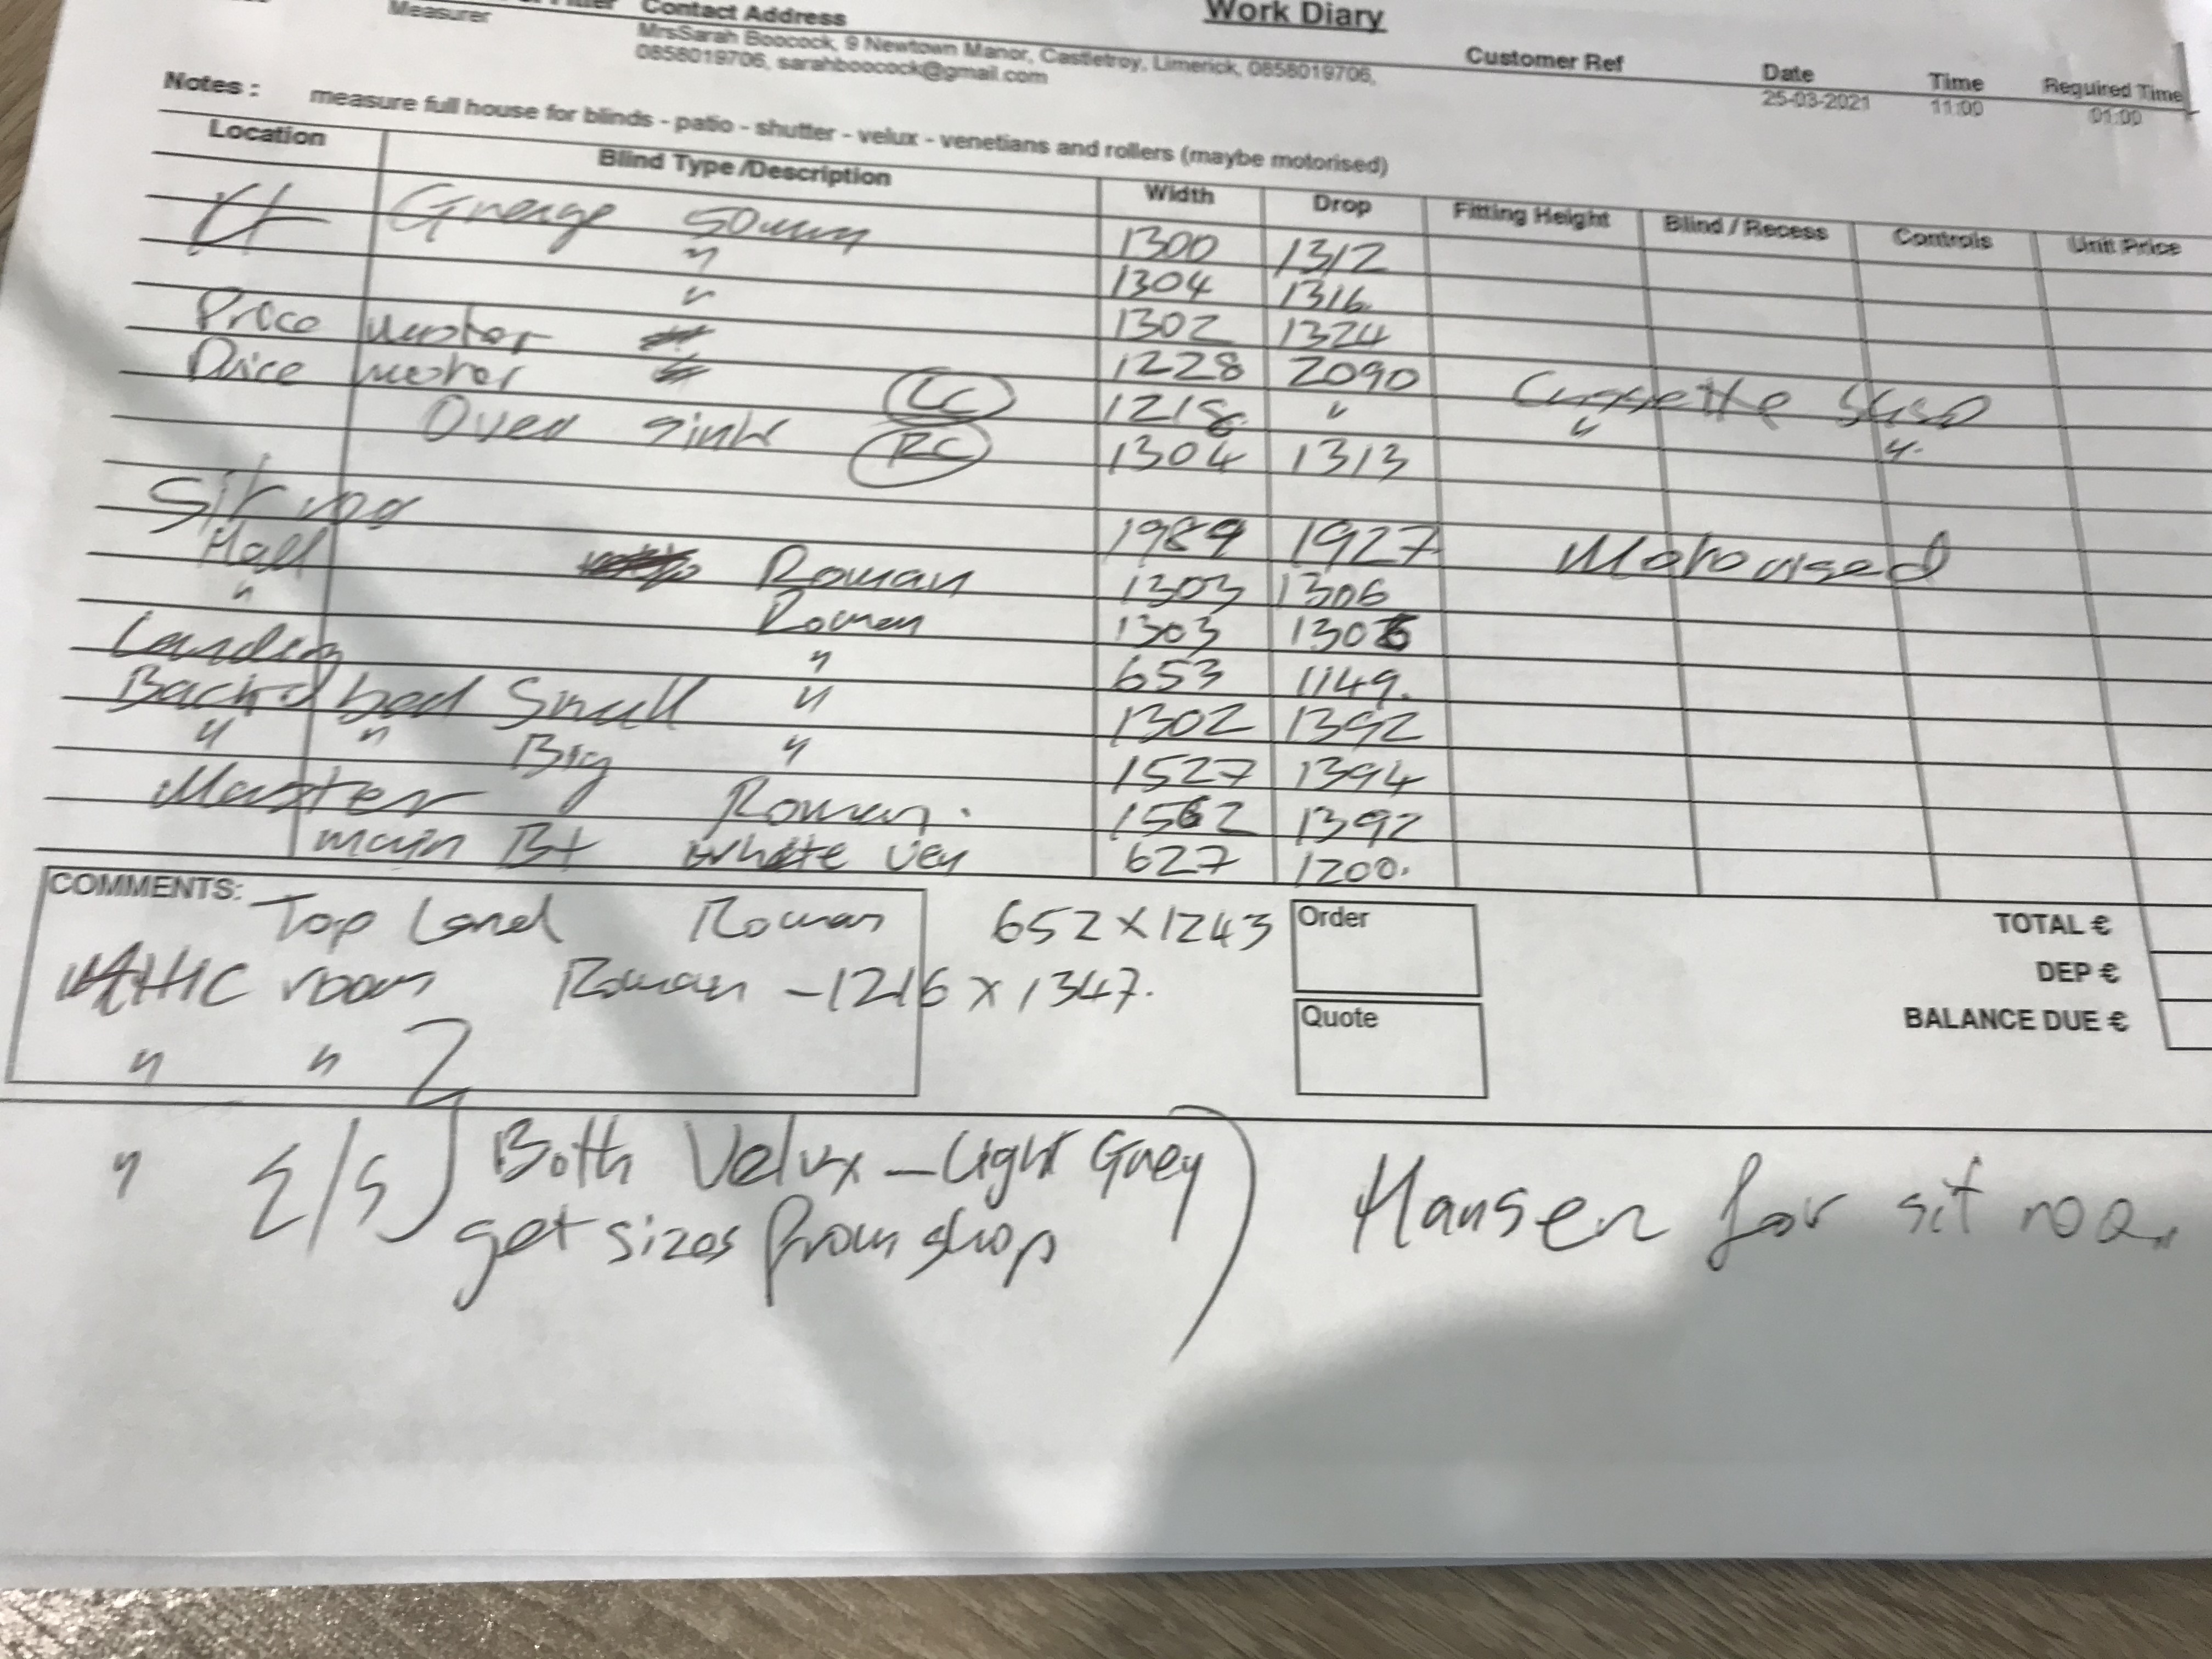 Work Diary
Measurer Contact Address Customer Ref Date Time Required Time
MrsSarah Boocock, 9 Newtown Manor, Castletroy, Limerick, 0858019706,
0858019706, sarahboocock@gmail.com 25-03-2021 11:00 01:00
Notes : measure full house for blinds - patio - shutter - velux - venetians and rollers (maybe motorised)
Location Blind Type /Description Width Drop Fitting Height Blind / Recess Controls Unit Price
50mm 1300 1312
" 1304 1316
" 1302 1324
Price motor 1228 2090
Price motor LC 1218 "
Over sink RC 1304 1313 " "
Sit roo 1989 1927 Motorised
Hall Roman 1303 1306
" Roman 1303
Landing " 653 1149.
Back bed Small " 1302 1392
" " Big " 1527 1394
Master Roman. 1562 1392
main Bt White Ven 627 1200.
COMMENTS: Top Land Roman 652 x 1243 Order TOTAL €
Attic room Roman - 1216 x 1347. DEP €
Quote BALANCE DUE €
" "
" Both Velux - Light Grey
get sizes from shop
Hansen for sit roo